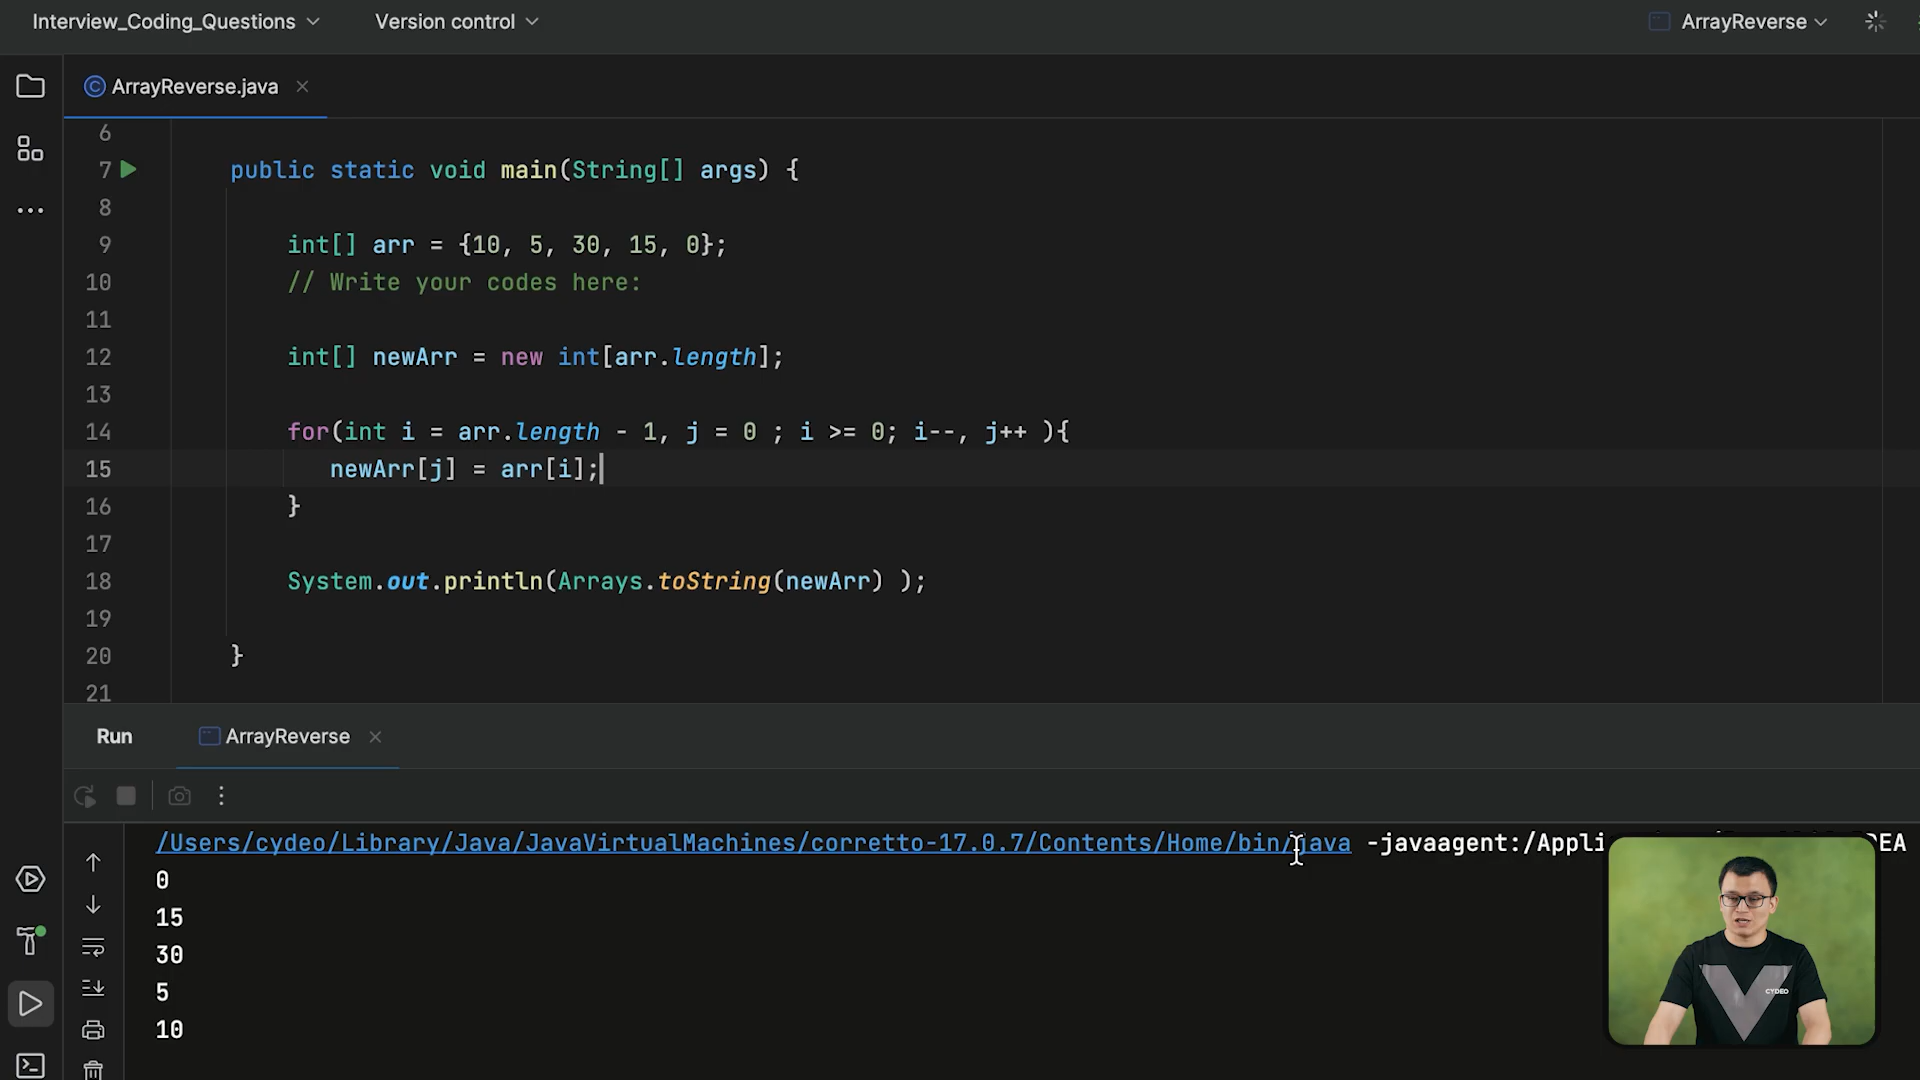 Interview_Coding_Questions
Version control
ArrayReverse
ArrayReverse.java
6
7 public static void main(String[] args) {
8
9 int[] arr = {10, 5, 30, 15, 0};
10 // Write your codes here:
11
12 int[] newArr = new int[arr.length];
13
14 for(int i = arr.length - 1, j = 0 ; i >= 0; i--, j++ ){
15 newArr[j] = arr[i];
16 }
17
18 System.out.println(Arrays.toString(newArr) );
19
20 }
21
Run
ArrayReverse
/Users/cydeo/Library/Java/JavaVirtualMachines/corretto-17.0.7/Contents/Home/bin/java -javaagent:/Appli
0
15
30
5
10
CYDEO